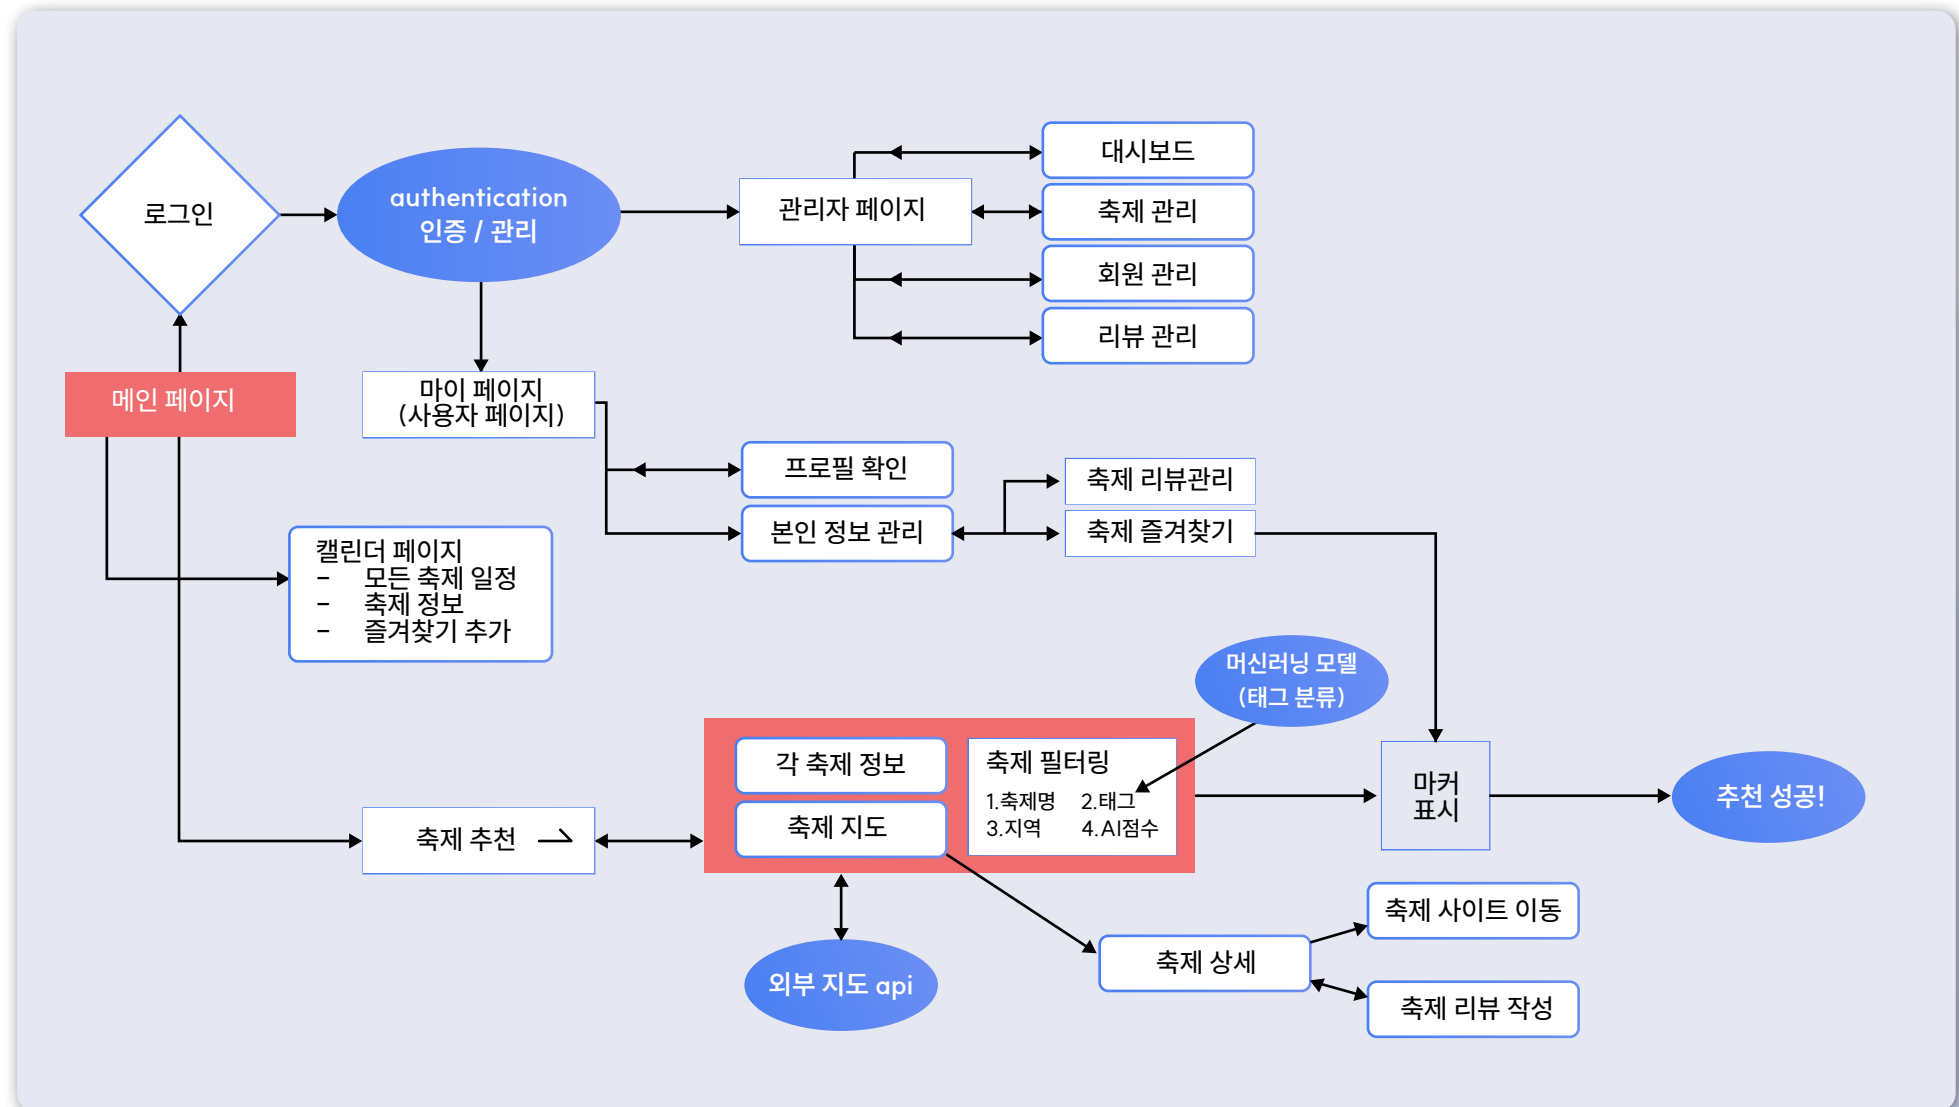 로그인
authentication
인증 / 관리
관리자 페이지
대시보드
축제 관리
회원 관리
리뷰 관리
메인 페이지
마이 페이지
(사용자 페이지)
프로필 확인
본인 정보 관리
축제 리뷰관리
축제 즐겨찾기
캘린더 페이지
- 모든 축제 일정
- 축제 정보
- 즐겨찾기 추가
머신러닝 모델
(태그 분류)
각 축제 정보
축제 지도
축제 필터링
1.축제명 2.태그
3.지역 4.AI점수
마커
표시
추천 성공!
축제 추천
외부 지도 api
축제 상세
축제 사이트 이동
축제 리뷰 작성